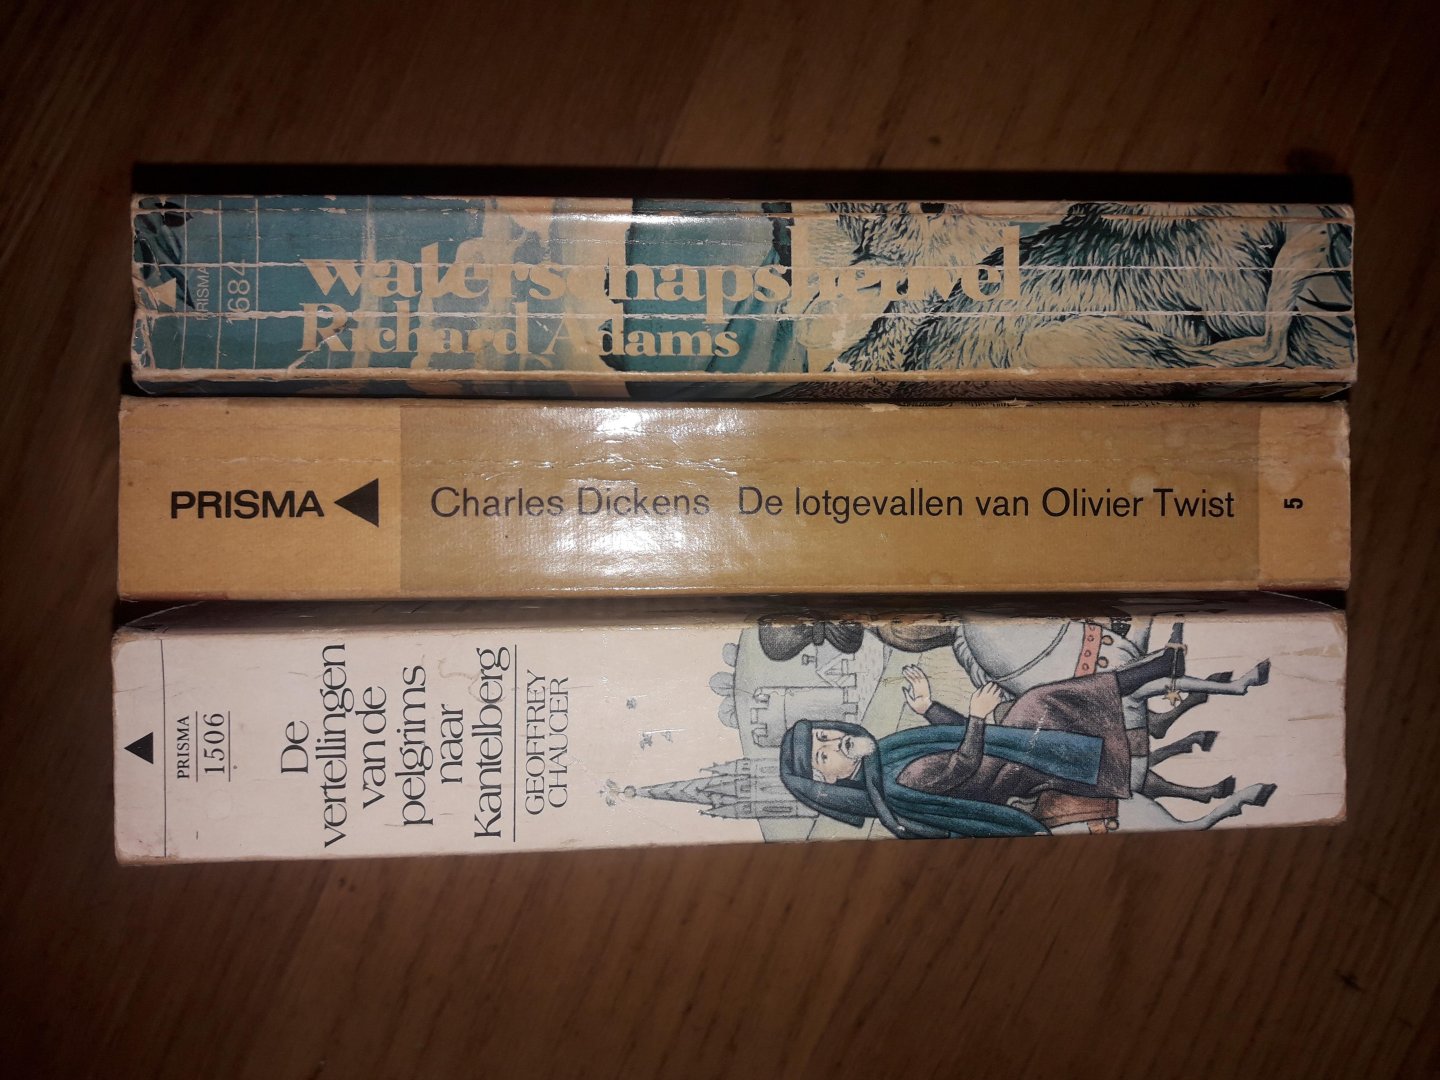 PRISMA
1684
waterschapsheuvel
Richard Adams
PRISMA
Charles Dickens De lotgevallen van Olivier Twist
5
PRISMA
1506
De
vertellingen
van de
pelgrims
naar
Kantelberg
GEOFFREY
CHAUCER